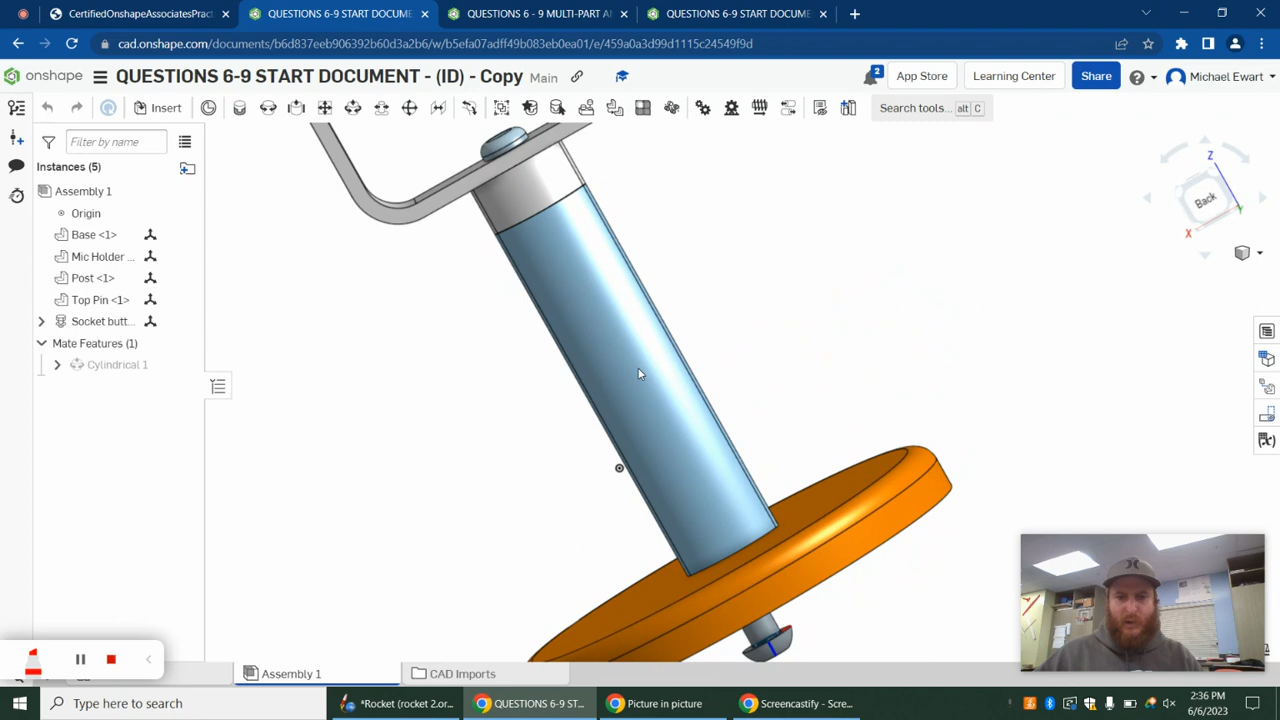 CertifiedOnshapeAssociatesPract
QUESTIONS 6-9 START DOCUME
QUESTIONS 6 - 9 MULTI-PART AN
QUESTIONS 6-9 START DOCUME
cad.onshape.com/documents/b6d837eeb906392b60d3a2b6/w/b5efa07adff49b083eb0ea01/e/459a0a3d99d1115c24549f9d
onshape
QUESTIONS 6-9 START DOCUMENT - (ID) - Copy
Main
2
App Store
Learning Center
Share
Michael Ewart
Insert
Search tools...
alt
C
Filter by name
Instances (5)
Assembly 1
Origin
Base <1>
Mic Holder ...
Post <1>
Top Pin <1>
Socket butt...
Mate Features (1)
Cylindrical 1
Z
Back
X
Y
Assembly 1
CAD Imports
Type here to search
*Rocket (rocket 2.or...
QUESTIONS 6-9 ST...
Picture in picture
Screencastify - Scre...
2:36 PM
6/6/2023